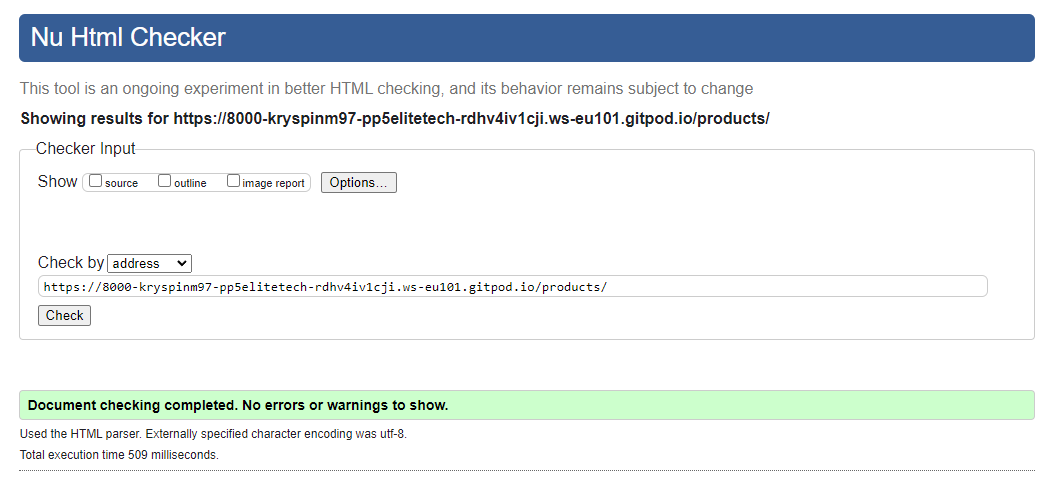 Nu Html Checker
This tool is an ongoing experiment in better HTML checking, and its behavior remains subject to change
Showing results for https://8000-kryspinm97-pp5elitetech-rdhv4iv1cji.ws-eu101.gitpod.io/products/
Checker Input
Show source outline image report Options...
Check by address
https://8000-kryspinm97-pp5elitetech-rdhv4iv1cji.ws-eu101.gitpod.io/products/
Check
Document checking completed. No errors or warnings to show.
Used the HTML parser. Externally specified character encoding was utf-8.
Total execution time 509 milliseconds.